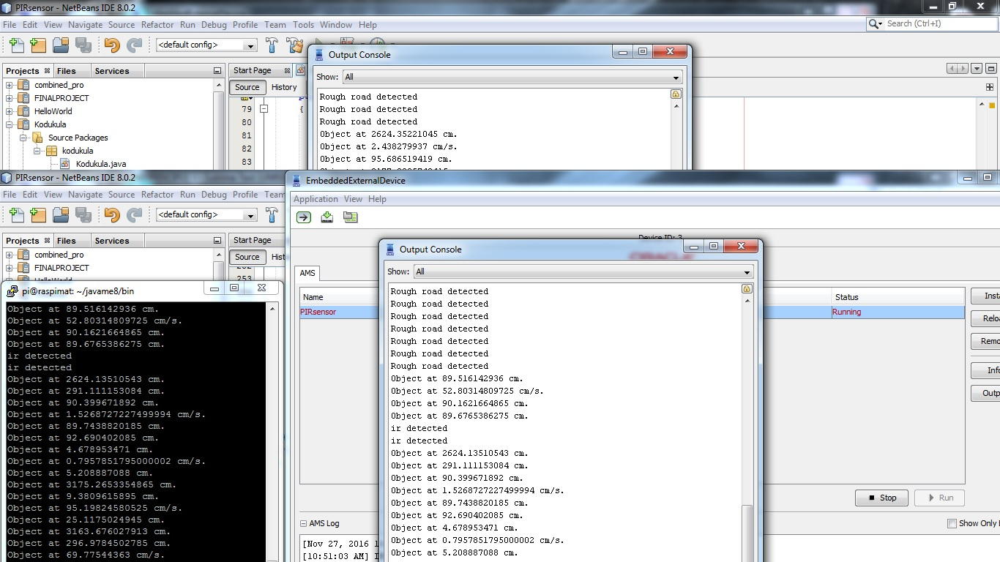 PIRsensor - NetBeans IDE 8.0.2
File Edit View Navigate Source Refactor Run Debug Profile Team Tools Window Help
Search (Ctrl+I)
<default config>
Projects Files Services
combined_pro
FINALPROJECT
HelloWorld
Kodukula
Source Packages
kodukula
Kodukula.java
Start Page
Source History
79 {
80
81
82
83
Output Console
Show: All
Rough road detected
Rough road detected
Rough road detected
Object at 2624.35221045 cm.
Object at 2.438279937 cm/s.
Object at 95.686519419 cm.
PIRsensor - NetBeans IDE 8.0.2
File Edit View Navigate Source Refactor Run Debug Profile Team
<default config>
Projects Files Services
combined_pro
FINALPROJECT
HelloWorld
Start Page
Source Hist
253
pi@raspimat: ~/javame8/bin
Object at 89.516142936 cm.
Object at 52.80314809725 cm/s.
Object at 90.1621664865 cm.
Object at 89.6765386275 cm.
ir detected
ir detected
Object at 2624.13510543 cm.
Object at 291.111153084 cm.
Object at 90.399671892 cm.
Object at 1.5268727227499994 cm/s.
Object at 89.7438820185 cm.
Object at 92.690402085 cm.
Object at 4.678953471 cm.
Object at 0.7957851795000002 cm/s.
Object at 5.208887088 cm.
Object at 3175.2653354865 cm.
Object at 9.3809615895 cm.
Object at 95.19824580525 cm/s.
Object at 25.1175024945 cm.
Object at 3163.676027913 cm.
Object at 296.9784502785 cm.
Object at 69.77544363 cm/s.
EmbeddedExternalDevice
Application View Help
Device ID: 3
AMS
Name
Status
PIRsensor
Running
Insta
Reloa
Remo
Info
Outp
Stop
Run
AMS Log
Show Only
[Nov 27, 2016 1
[10:51:03 AM] I
Output Console
Show: All
Rough road detected
Rough road detected
Rough road detected
Rough road detected
Rough road detected
Rough road detected
Rough road detected
Object at 89.516142936 cm.
Object at 52.80314809725 cm/s.
Object at 90.1621664865 cm.
Object at 89.6765386275 cm.
ir detected
ir detected
Object at 2624.13510543 cm.
Object at 291.111153084 cm.
Object at 90.399671892 cm.
Object at 1.5268727227499994 cm/s.
Object at 89.7438820185 cm.
Object at 92.690402085 cm.
Object at 4.678953471 cm.
Object at 0.7957851795000002 cm/s.
Object at 5.208887088 cm.